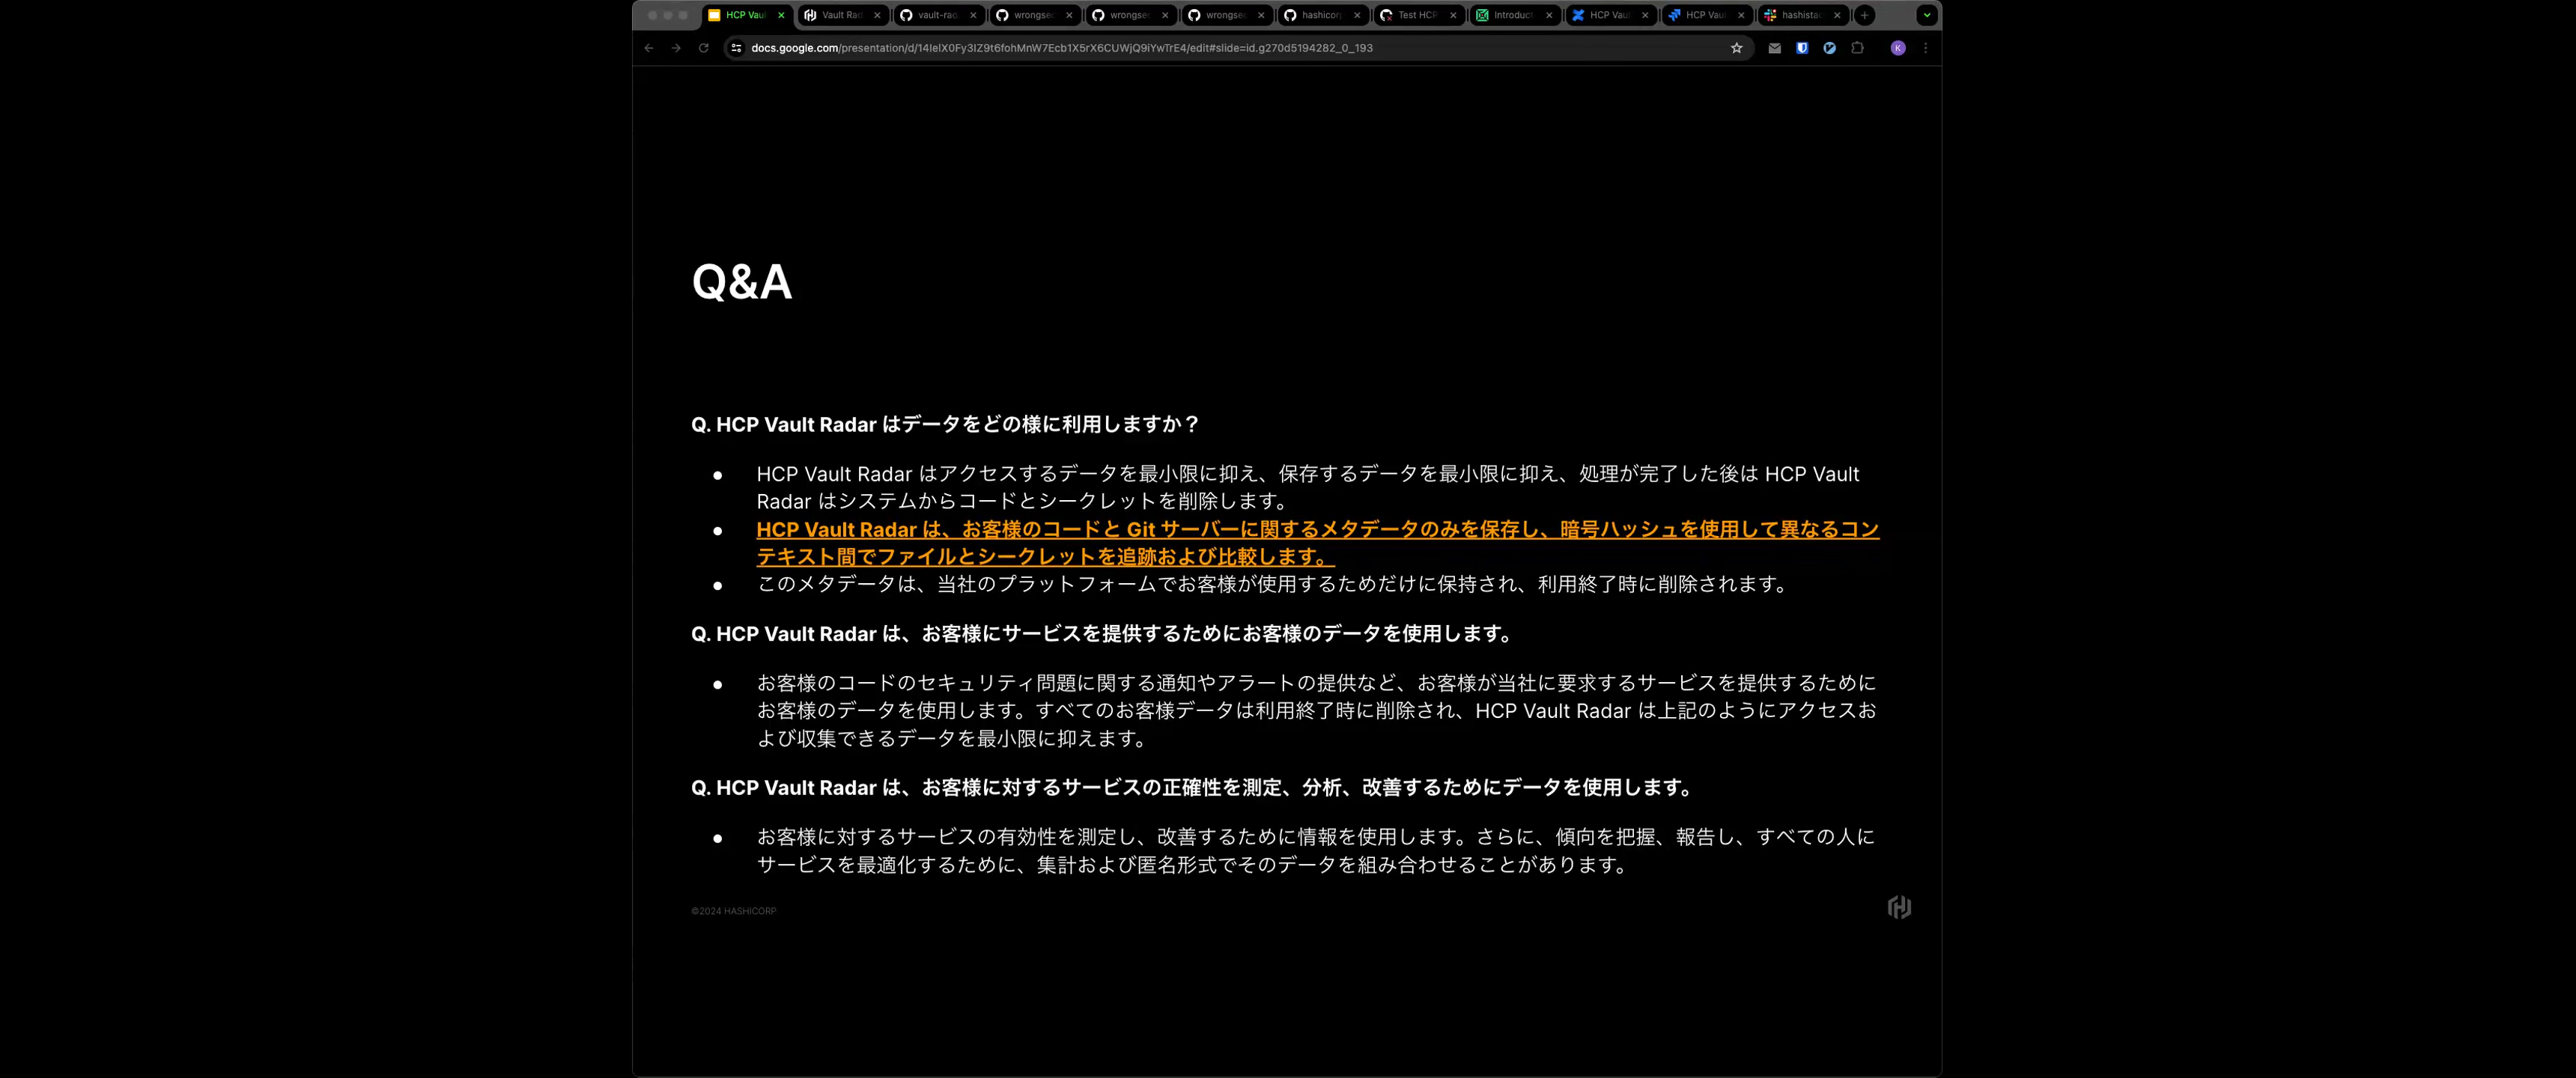 HCP Vaul
Vault Rad
vault-rad
wrongsec
wrongsec
wrongsec
hashicor
Test HCP
Introduct
HCP Vaul
HCP Vaul
hashista
docs.google.com/presentation/d/
K
Q&A
Q. HCP Vault Radar はデータをどの様に利用しますか？
● HCP Vault Radar はアクセスするデータを最小限に抑え、保存するデータを最小限に抑え、処理が完了した後は HCP Vault
Radar はシステムからコードとシークレットを削除します。
● HCP Vault Radar は、お客様のコードと Git サーバーに関するメタデータのみを保存し、暗号ハッシュを使用して異なるコン
テキスト間でファイルとシークレットを追跡および比較します。
● このメタデータは、当社のプラットフォームでお客様が使用するためだけに保持され、利用終了時に削除されます。
Q. HCP Vault Radar は、お客様にサービスを提供するためにお客様のデータを使用します。
● お客様のコードのセキュリティ問題に関する通知やアラートの提供など、お客様が当社に要求するサービスを提供するために
お客様のデータを使用します。すべてのお客様データは利用終了時に削除され、HCP Vault Radar は上記のようにアクセスお
よび収集できるデータを最小限に抑えます。
Q. HCP Vault Radar は、お客様に対するサービスの正確性を測定、分析、改善するためにデータを使用します。
● お客様に対するサービスの有効性を測定し、改善するために情報を使用します。さらに、傾向を把握、報告し、すべての人に
サービスを最適化するために、集計および匿名形式でそのデータを組み合わせることがあります。
©2024 HASHICORP